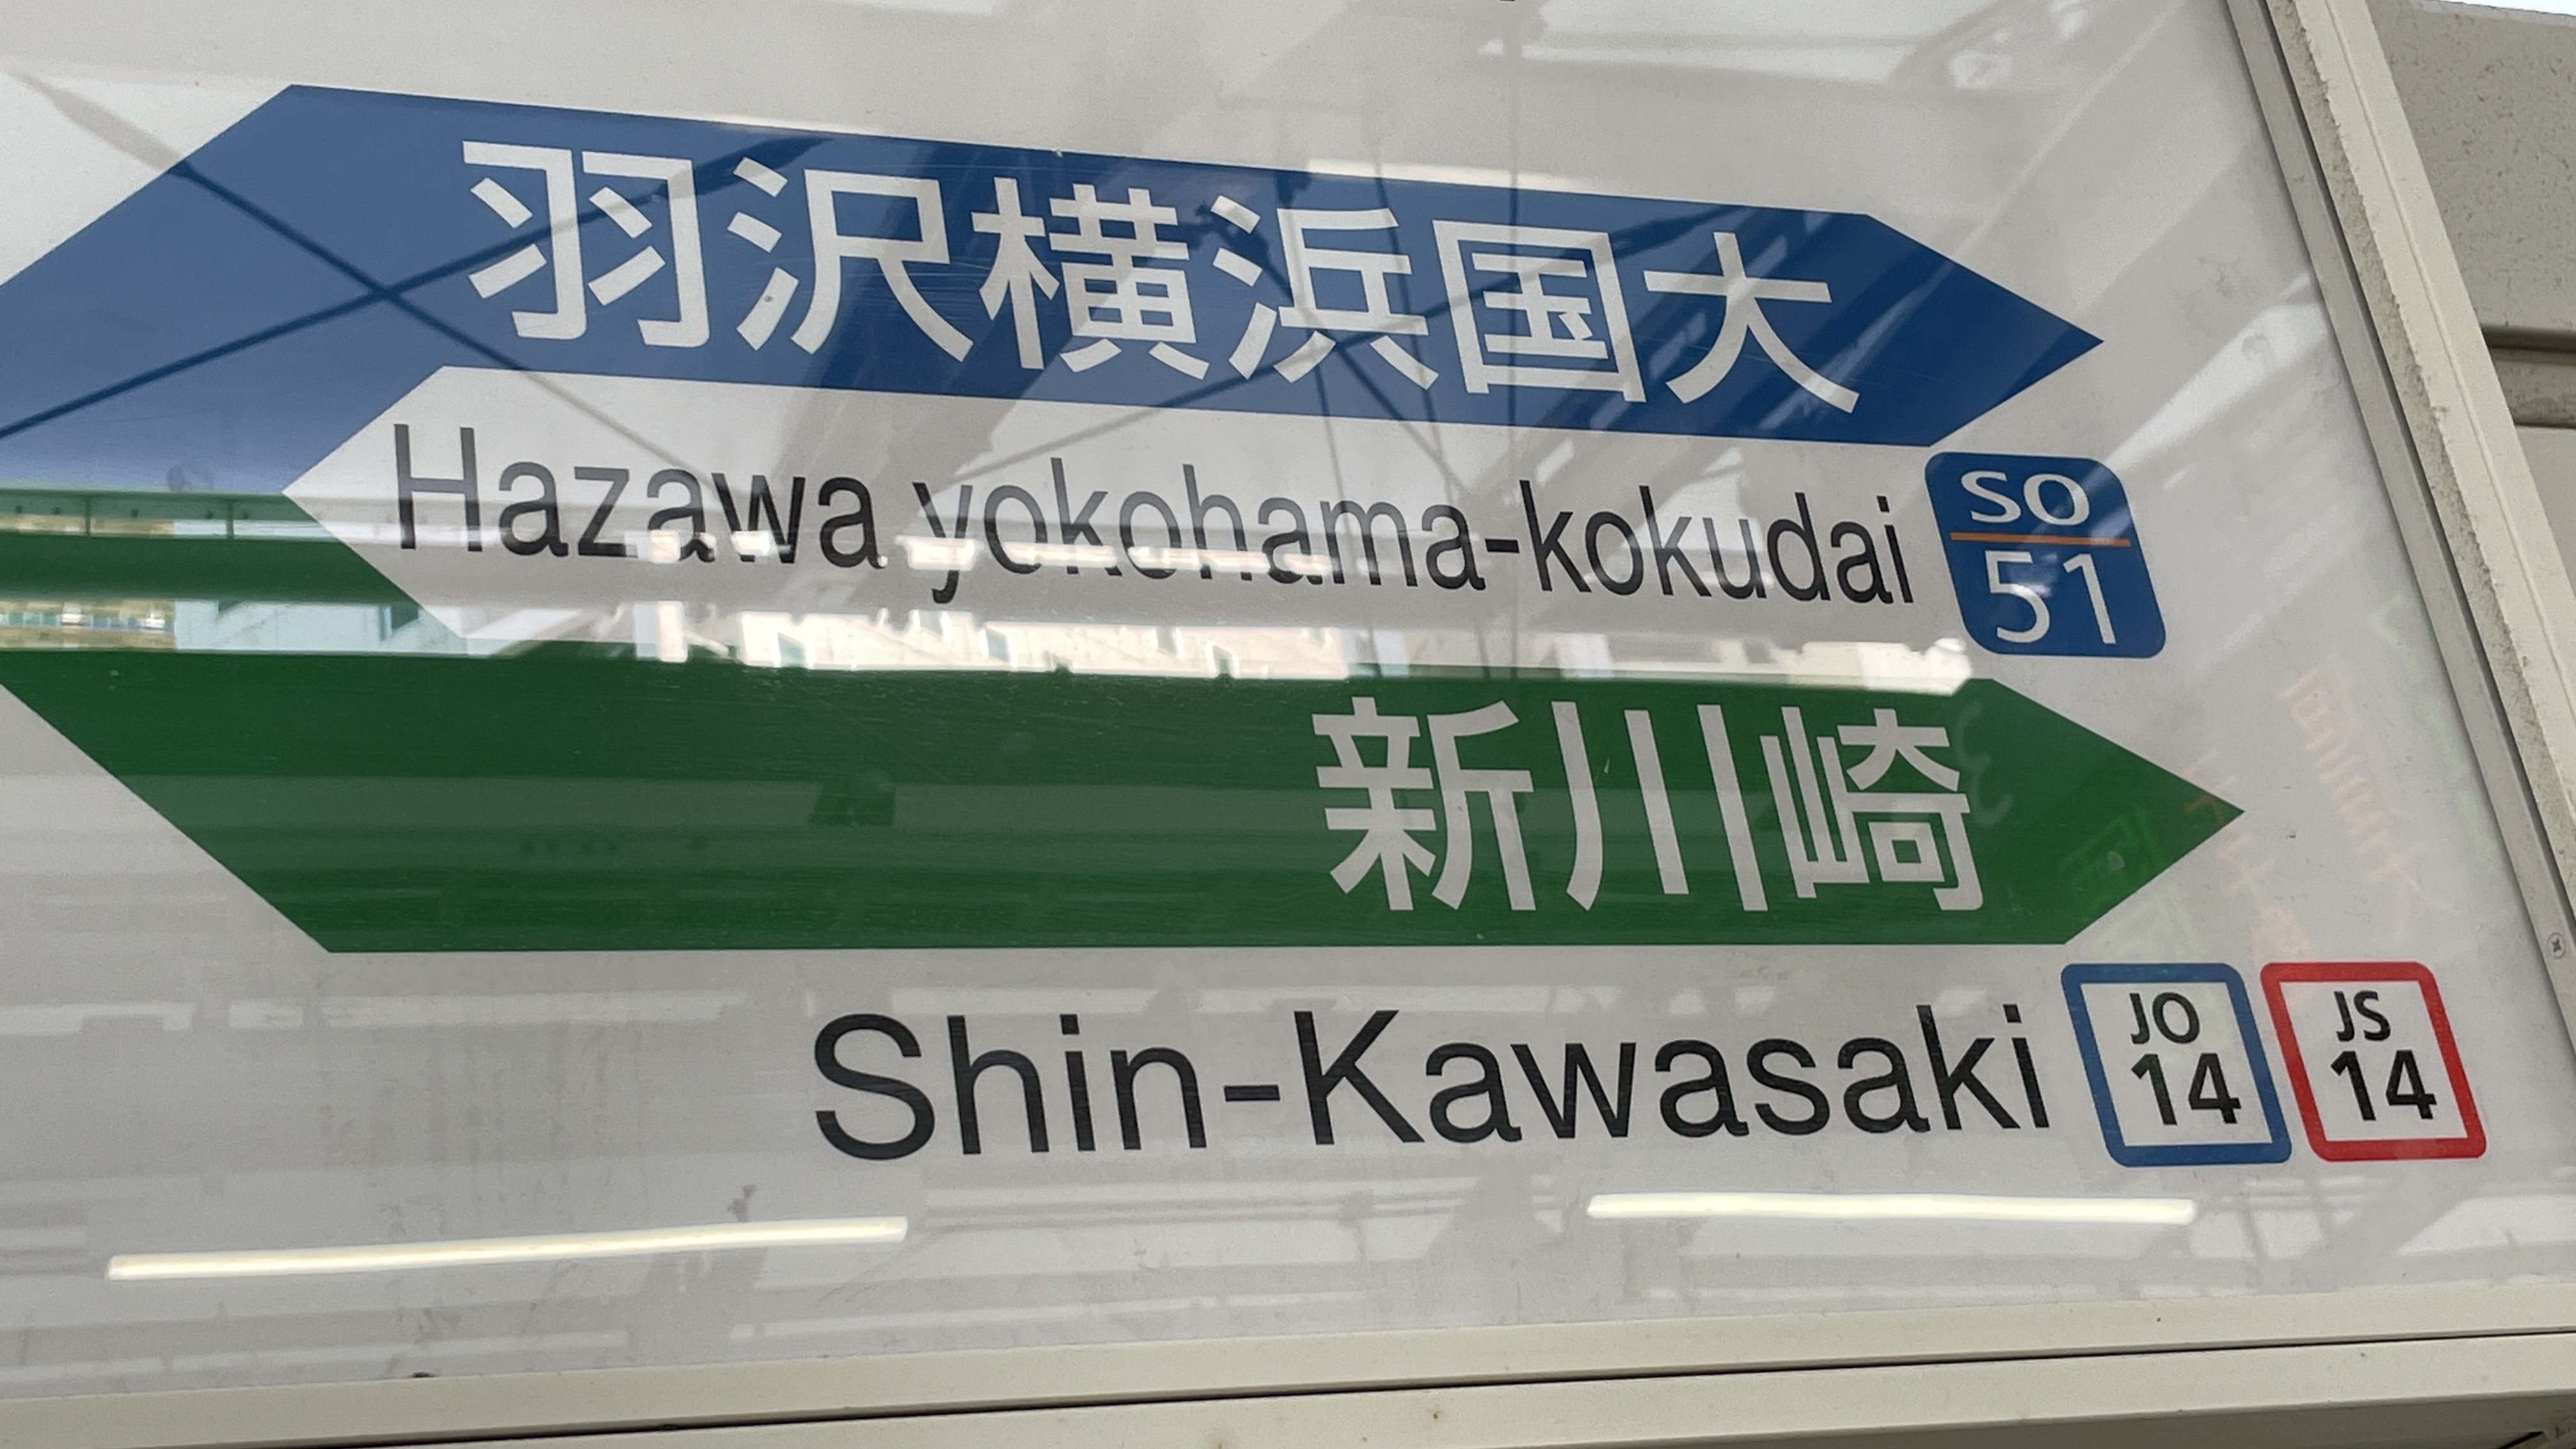 羽沢横浜国大
Hazawa yokohama-kokudai
SO
51
新川崎
Shin-Kawasaki
JO
14
JS
14